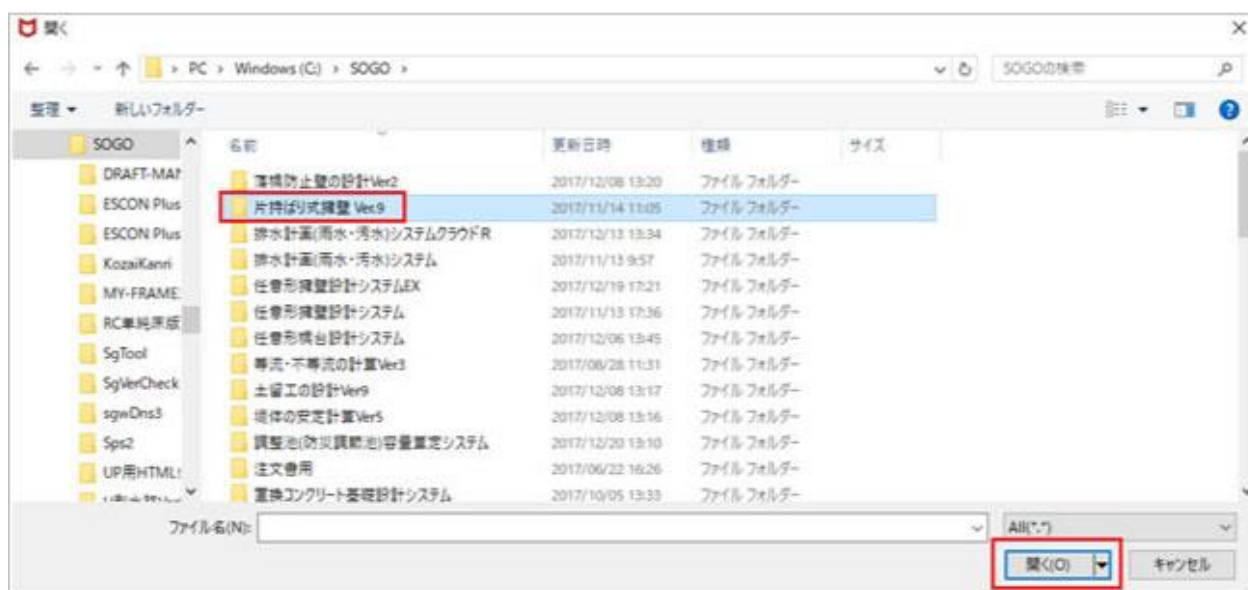 開く
PC > Windows (C:) > SOGO >
SOGOの検索
整理 新しいフォルダー
SOGO
DRAFT-MAN
ESCON Plus
ESCON Plus
KozaiKanri
MY-FRAME
RC単純床版
SgTool
SgVerCheck
sgwDns3
Sps2
UP用HTML
名前 更新日時 種類 サイズ
落橋防止壁の設計Ver2 2017/12/08 13:20 ファイル フォルダー
片持ばり式擁壁 Ver.9 2017/11/14 11:05 ファイル フォルダー
排水計画(雨水・汚水)システムクラウドR 2017/12/13 13:34 ファイル フォルダー
排水計画(雨水・汚水)システム 2017/11/13 9:57 ファイル フォルダー
任意形擁壁設計システムEX 2017/12/19 17:21 ファイル フォルダー
任意形擁壁設計システム 2017/11/13 17:36 ファイル フォルダー
任意形橋台設計システム 2017/12/06 13:45 ファイル フォルダー
等流・不等流の計算Ver3 2017/08/28 11:31 ファイル フォルダー
土留工の設計Ver9 2017/12/08 13:17 ファイル フォルダー
堤体の安定計算Ver5 2017/12/08 13:16 ファイル フォルダー
調整池(防災調節池)容量算定システム 2017/12/20 13:10 ファイル フォルダー
注文書用 2017/06/22 16:26 ファイル フォルダー
置換コンクリート基礎設計システム 2017/10/05 13:33 ファイル フォルダー
ファイル名(N):
All(*.*)
開く(O) キャンセル